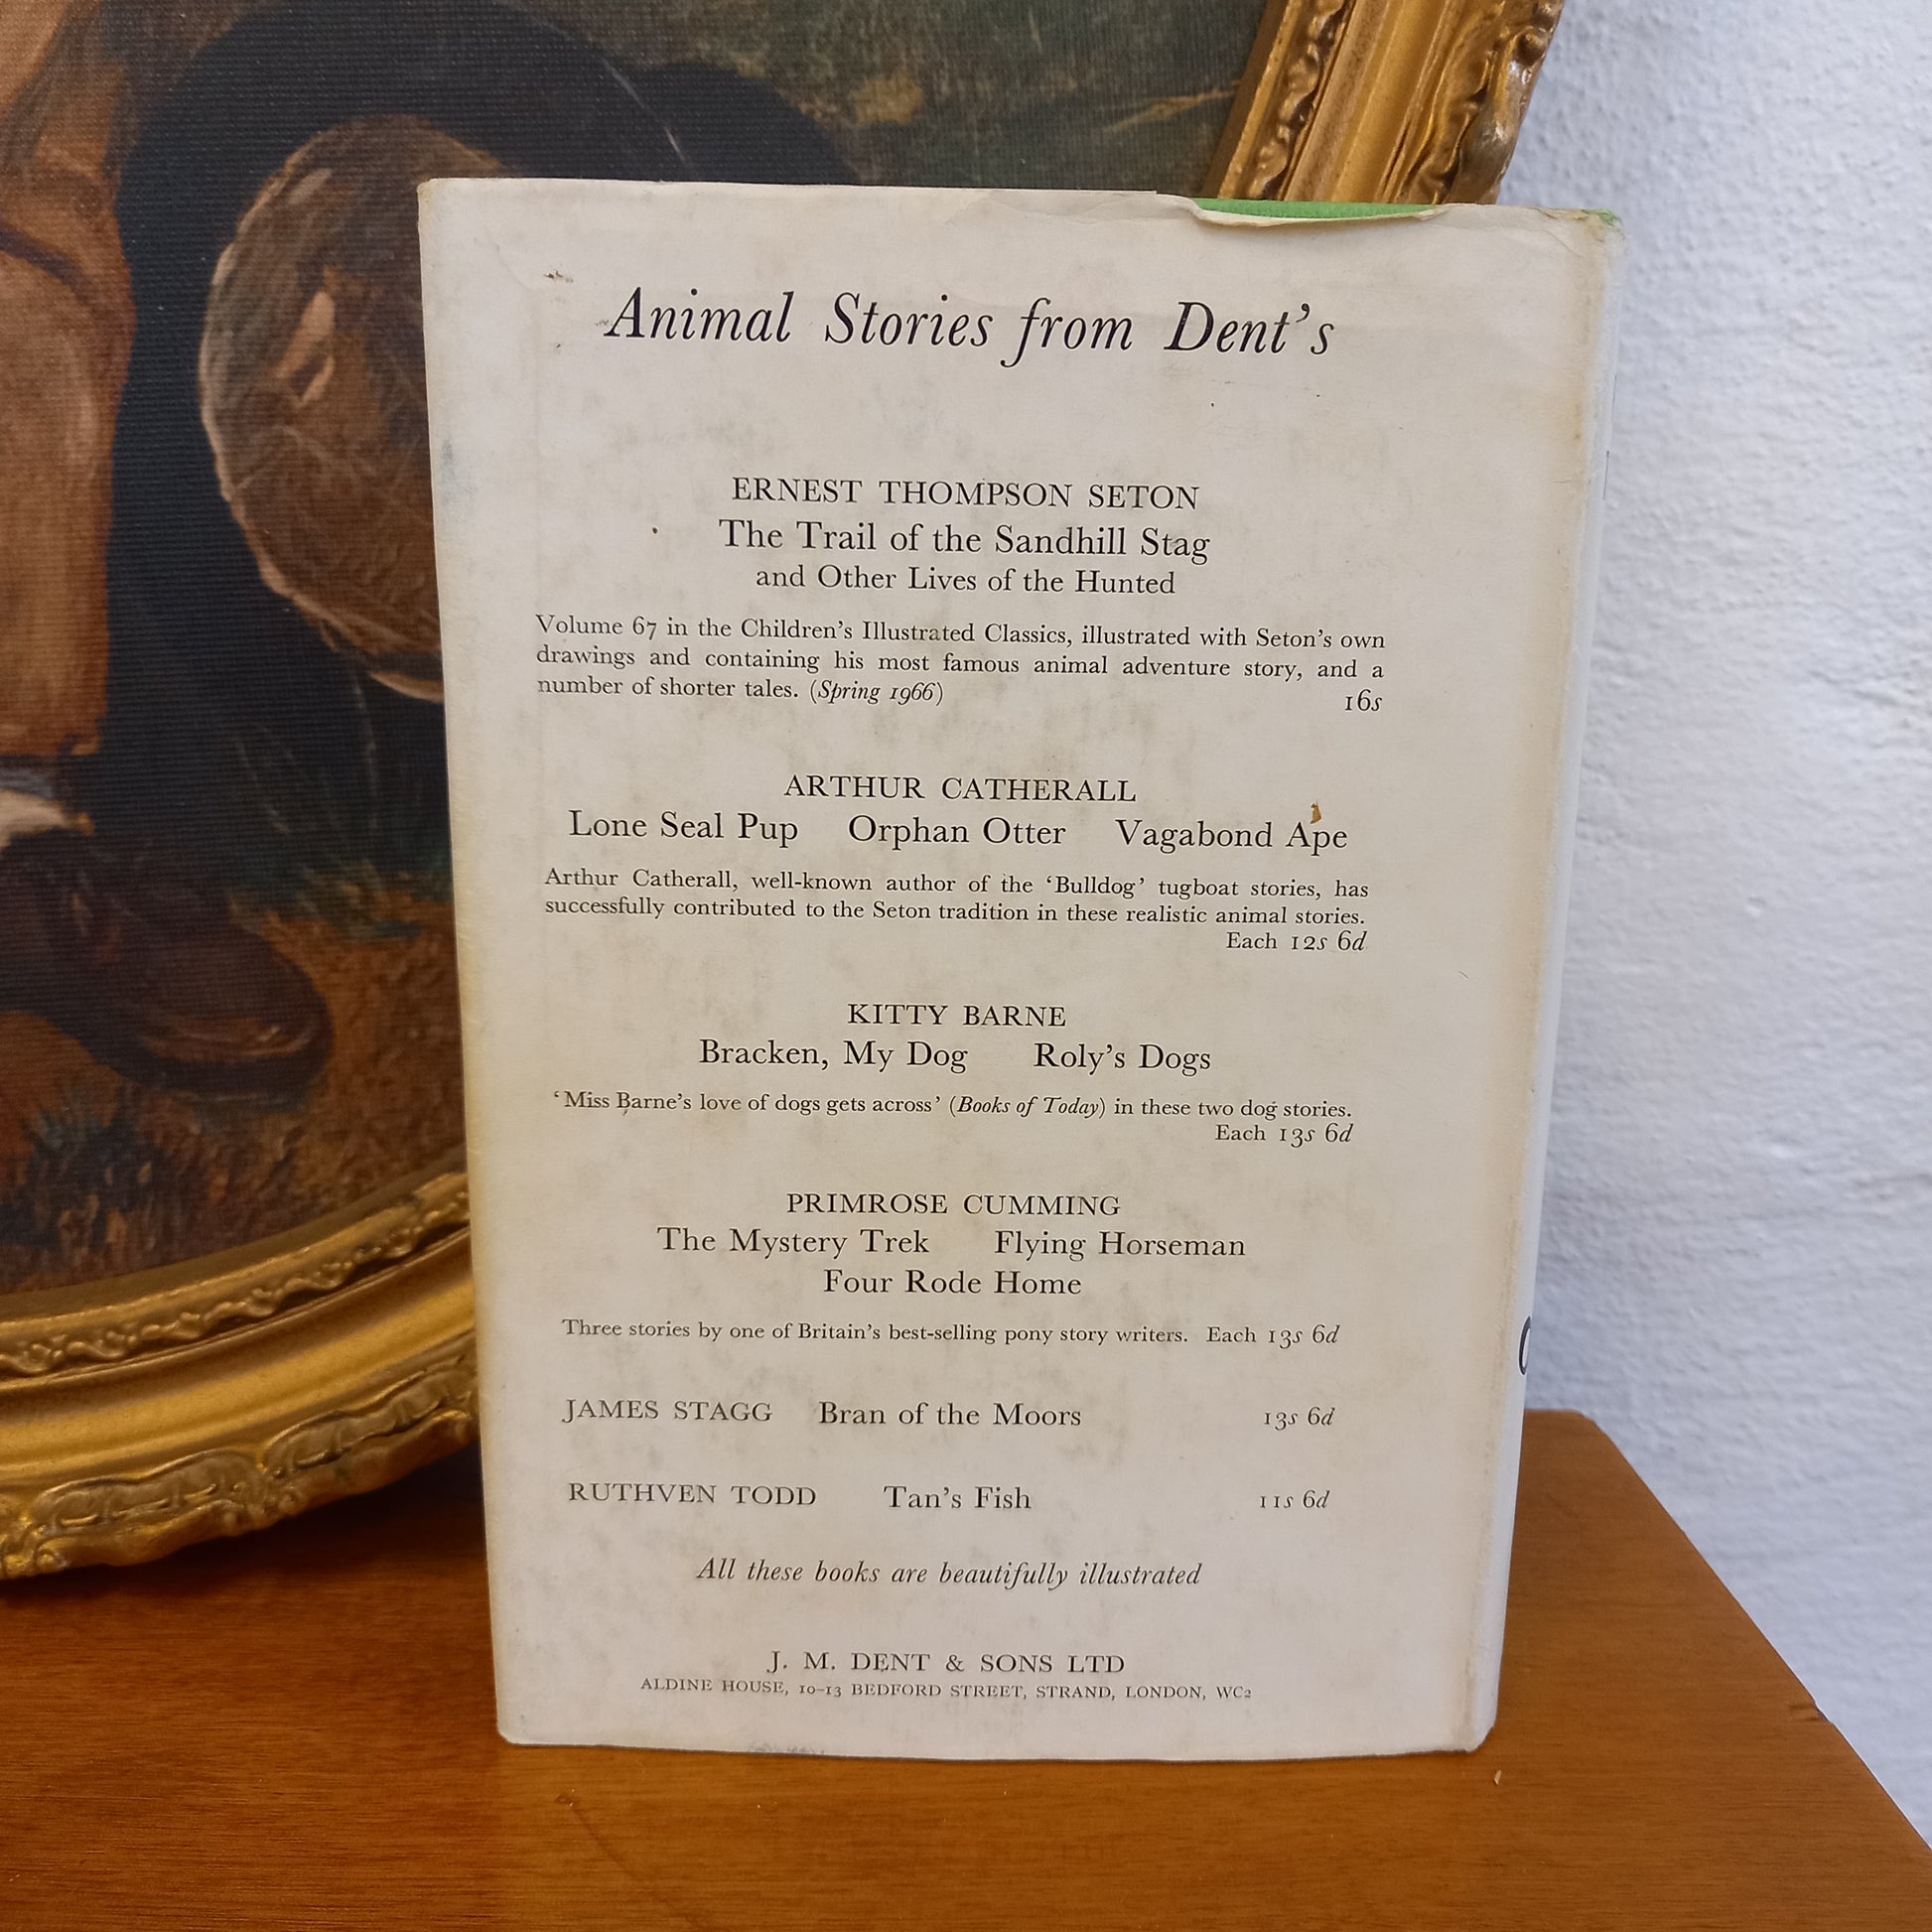 Animal Stories from Dent's
ERNEST THOMPSON SETON
The Trail of the Sandhill Stag
and Other Lives of the Hunted
Volume 67 in the Children's Illustrated Classics, illustrated with Seton's own
drawings and containing his most famous animal adventure story, and a
number of shorter tales. (Spring 1966) 16s
ARTHUR CATHERALL
Lone Seal Pup Orphan Otter Vagabond Ape
Arthur Catherall, well-known author of the 'Bulldog' tugboat stories, has
successfully contributed to the Seton tradition in these realistic animal stories.
Each 12s 6d
KITTY BARNE
Bracken, My Dog Roly's Dogs
'Miss Barne's love of dogs gets across' (Books of Today) in these two dog stories.
Each 13s 6d
PRIMROSE CUMMING
The Mystery Trek Flying Horseman
Four Rode Home
Three stories by one of Britain's best-selling pony story writers. Each 13s 6d
JAMES STAGG Bran of the Moors 13s 6d
RUTHVEN TODD Tan's Fish 11s 6d
All these books are beautifully illustrated
J. M. DENT & SONS LTD
ALDINE HOUSE, 10–13 BEDFORD STREET, STRAND, LONDON, WC2